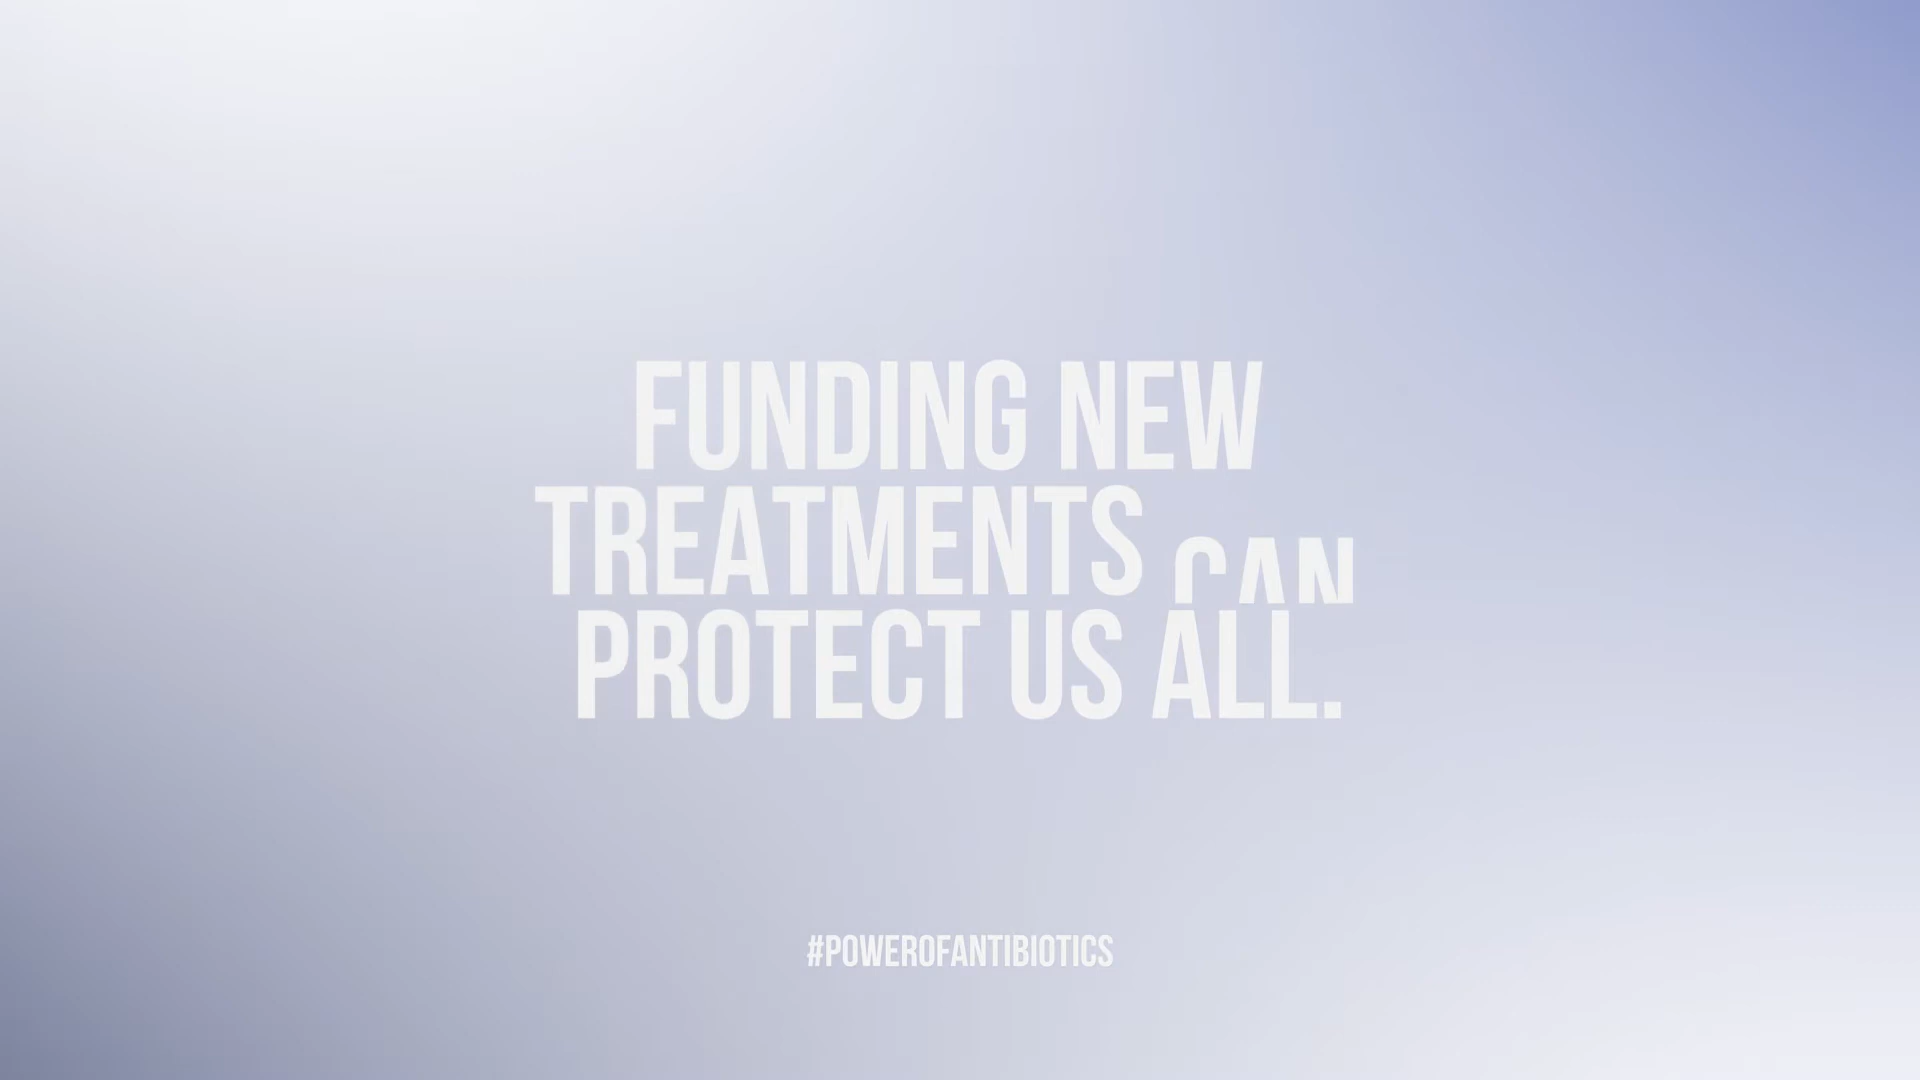 FUNDING NEW
TREATMENTS CAN
PROTECT US ALL.
#POWEROFANTIBIOTICS